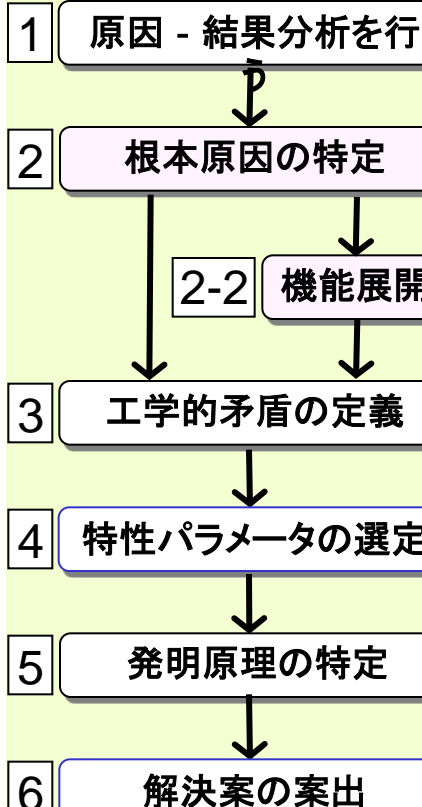 1
原因 - 結果分析を行
う
2
根本原因の特定
2-2
機能展開
3
工学的矛盾の定義
4
特性パラメータの選定
5
発明原理の特定
6
解決案の案出